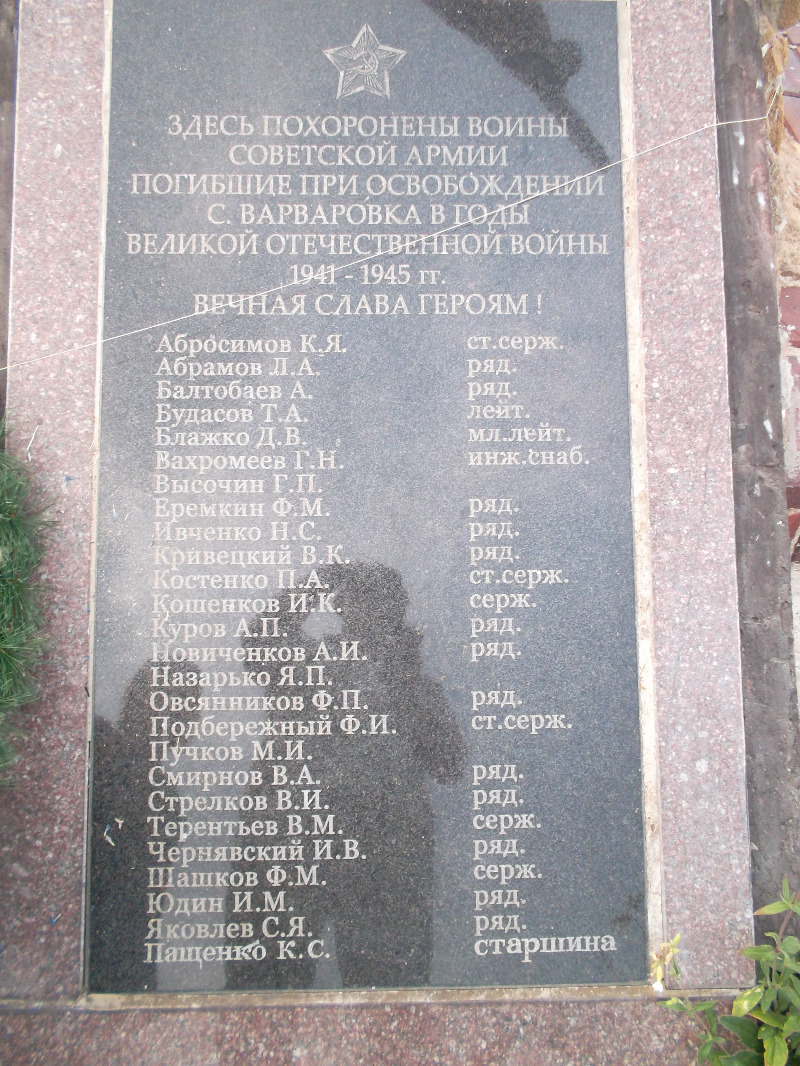 ЗДЕСЬ ПОХОРОНЕНЫ ВОИНЫ
СОВЕТСКОЙ АРМИИ
ПОГИБШИЕ ПРИ ОСВОБОЖДЕНИИ
С. ВАРВАРОВКА В ГОДЫ
ВЕЛИКОЙ ОТЕЧЕСТВЕННОЙ ВОЙНЫ
1941 - 1945 гг.
ВЕЧНАЯ СЛАВА ГЕРОЯМ !
Абросимов К.Я. ст.серж.
Абрамов Л.А. ряд.
Балтобаев А. ряд.
Будасов Т.А. лейт.
Блажко Д.В. мл.лейт.
Вахромеев Г.Н. инж.снаб.
Высочин Г.П.
Еремкин Ф.М. ряд.
Ивченко Н.С. ряд.
Кривецкий В.К. ряд.
Костенко П.А. ст.серж.
Кошенков И.К. серж.
Куров А.П. ряд.
Новиченков А.И. ряд.
Назарько Я.П.
Овсянников Ф.П. ряд.
Подбережный Ф.И. ст.серж.
Пучков М.И.
Смирнов В.А. ряд.
Стрелков В.И. ряд.
Терентьев В.М. серж.
Чернявский И.В. ряд.
Шашков Ф.М. серж.
Юдин И.М. ряд.
Яковлев С.Я. ряд.
Пащенко К.С. старшина